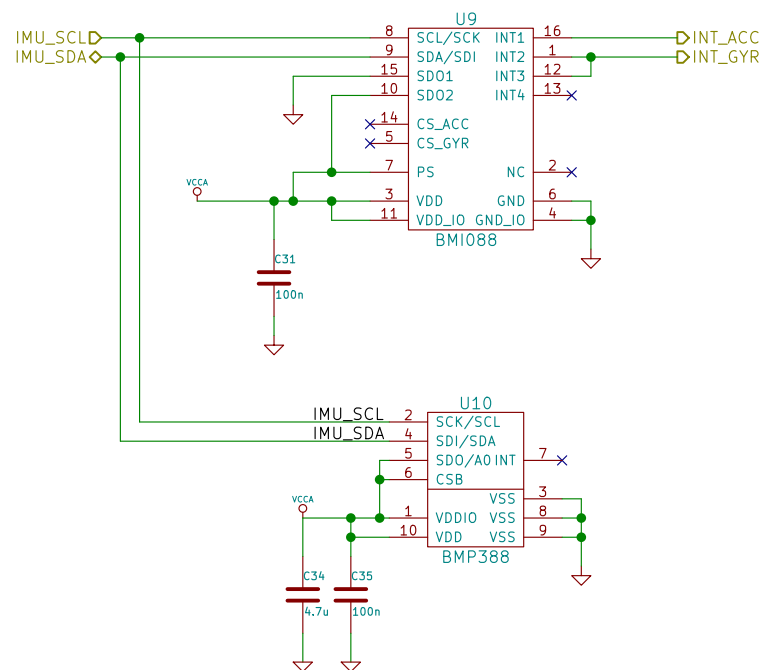 U9
IMU_SCL 8 SCL/SCK INT1 16 INT_ACC
IMU_SDA 9 SDA/SDI INT2 1 INT_GYR
15 SDO1 INT3 12
10 SDO2 INT4 13
14 CS_ACC
5 CS_GYR
7 PS NC 2
VCCA
3 VDD GND 6
11 VDD_IO GND_IO 4
BMI088
C31
100n
U10
IMU_SCL 2 SCK/SCL
IMU_SDA 4 SDI/SDA
5 SDO/A0 INT 7
6 CSB
VSS 3
VCCA
1 VDDIO VSS 8
10 VDD VSS 9
BMP388
C34 C35
4.7u 100n